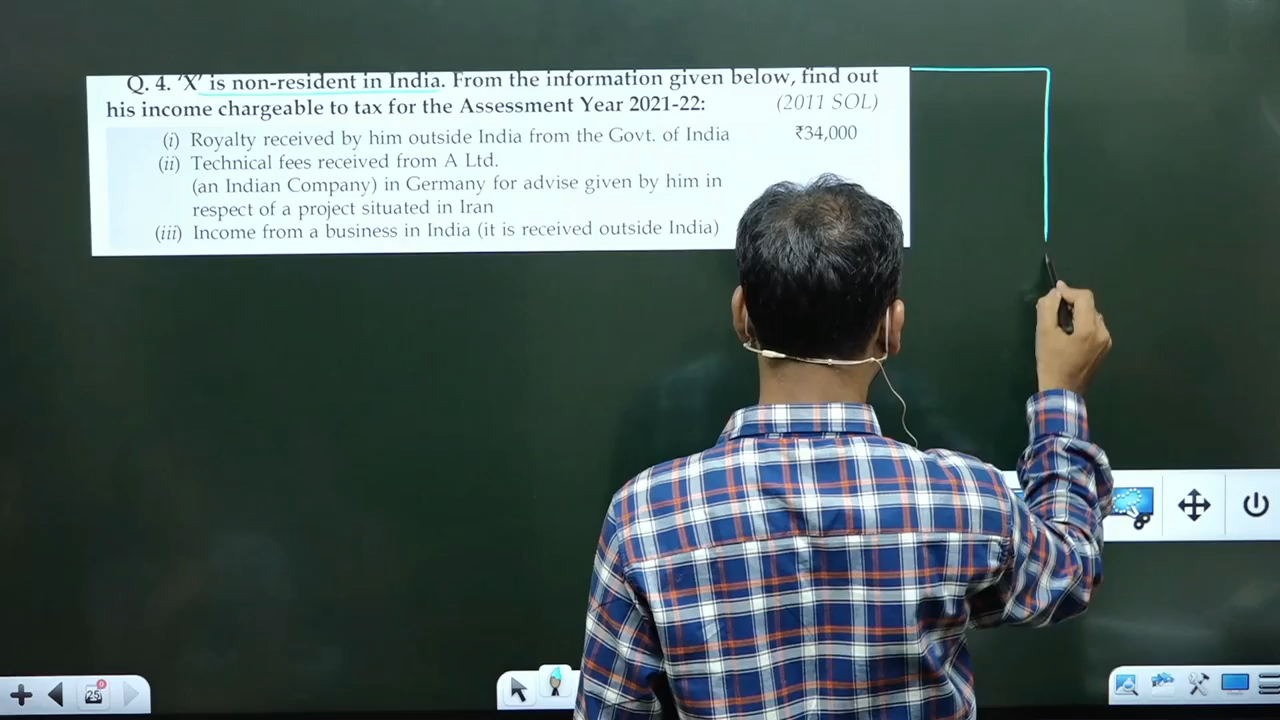 Q. 4. 'X' is non-resident in India. From the information given below, find out
his income chargeable to tax for the Assessment Year 2021-22: (2011 SOL)
(i) Royalty received by him outside India from the Govt. of India ₹34,000
(ii) Technical fees received from A Ltd.
(an Indian Company) in Germany for advise given by him in
respect of a project situated in Iran
(iii) Income from a business in India (it is received outside India)
25